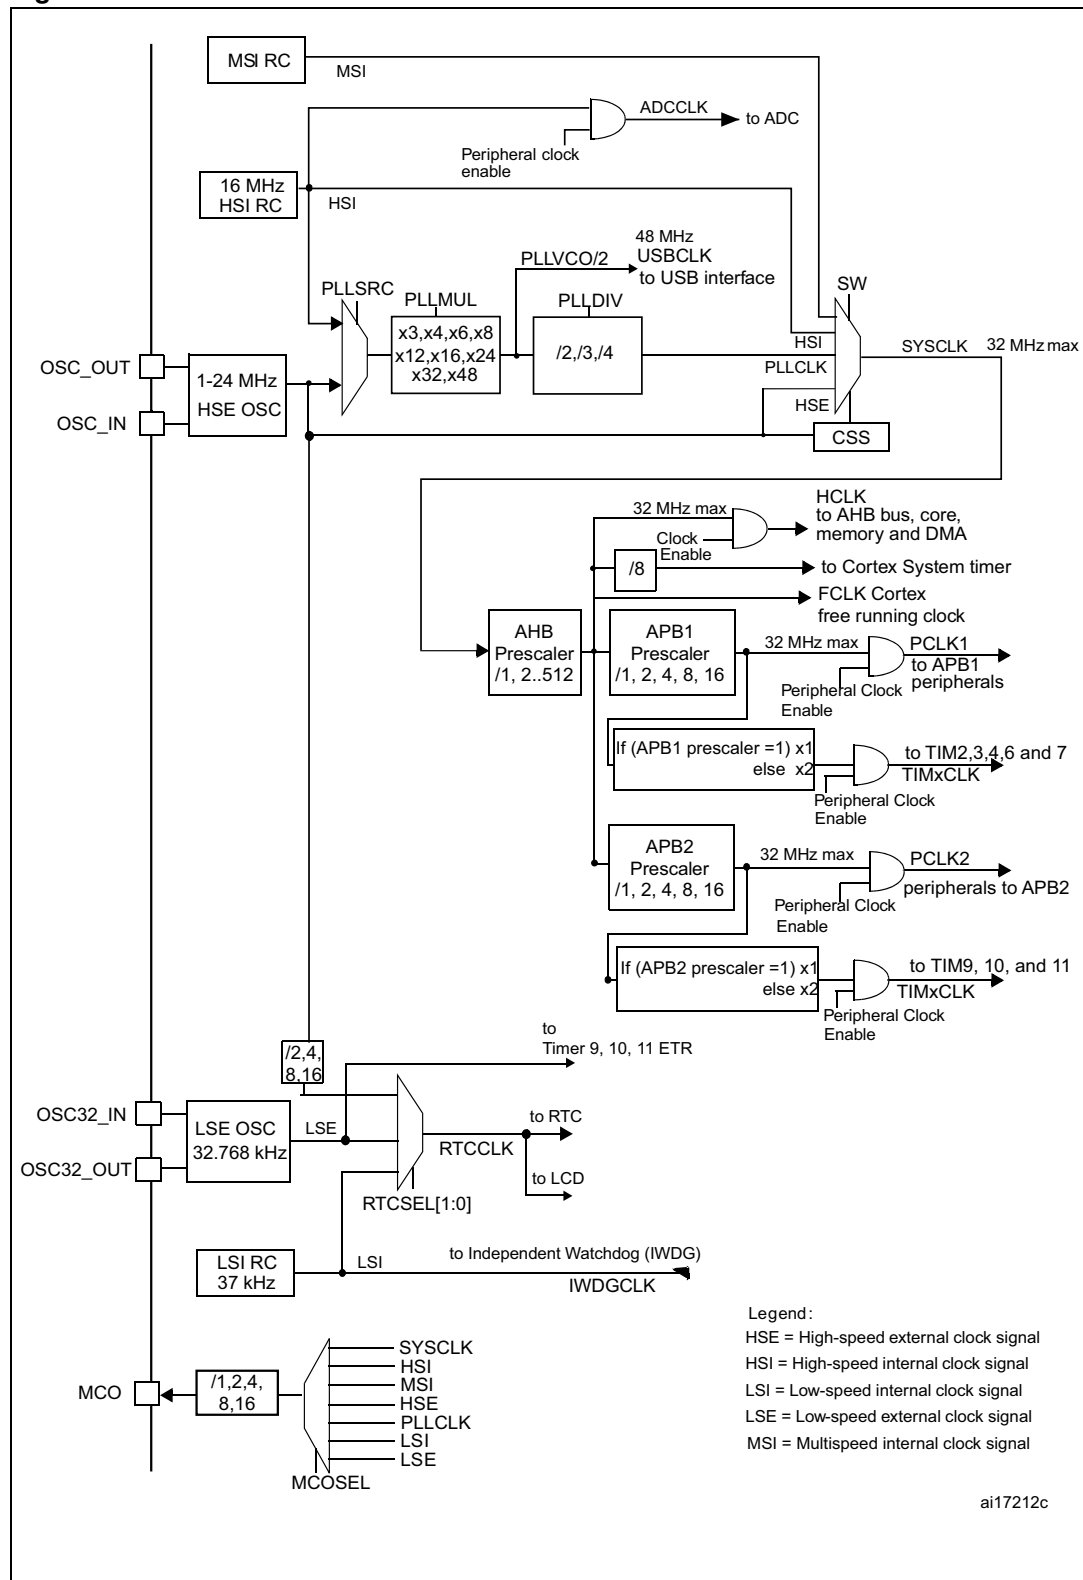 MSI RC
MSI
ADCCLK
to ADC
Peripheral clock
enable
16 MHz
HSI RC
HSI
48 MHz
PLLVCO/2
USBCLK
to USB interface
PLLSRC
PLLMUL
PLLDIV
SW
x3,x4,x6,x8
x12,x16,x24
x32,x48
/2,/3,/4
HSI
SYSCLK
32 MHz max
OSC_OUT
1-24 MHz
HSE OSC
PLLCLK
HSE
OSC_IN
CSS
32 MHz max
HCLK
to AHB bus, core,
memory and DMA
Clock
Enable
/8
to Cortex System timer
FCLK Cortex
free running clock
AHB
Prescaler
/1, 2..512
APB1
Prescaler
/1, 2, 4, 8, 16
32 MHz max
PCLK1
to APB1
peripherals
Peripheral Clock
Enable
If (APB1 prescaler =1) x1
else x2
to TIM2,3,4,6 and 7
TIMxCLK
Peripheral Clock
Enable
APB2
Prescaler
/1, 2, 4, 8, 16
32 MHz max
PCLK2
peripherals to APB2
Peripheral Clock
Enable
If (APB2 prescaler =1) x1
else x2
to TIM9, 10, and 11
TIMxCLK
Peripheral Clock
Enable
/2,4,
8,16
to
Timer 9, 10, 11 ETR
OSC32_IN
LSE OSC
32.768 kHz
LSE
to RTC
RTCCLK
OSC32_OUT
to LCD
RTCSEL[1:0]
LSI RC
37 kHz
LSI
to Independent Watchdog (IWDG)
IWDGCLK
Legend:
HSE = High-speed external clock signal
HSI = High-speed internal clock signal
LSI = Low-speed internal clock signal
LSE = Low-speed external clock signal
MSI = Multispeed internal clock signal
MCO
/1,2,4,
8,16
SYSCLK
HSI
MSI
HSE
PLLCLK
LSI
LSE
MCOSEL
ai17212c